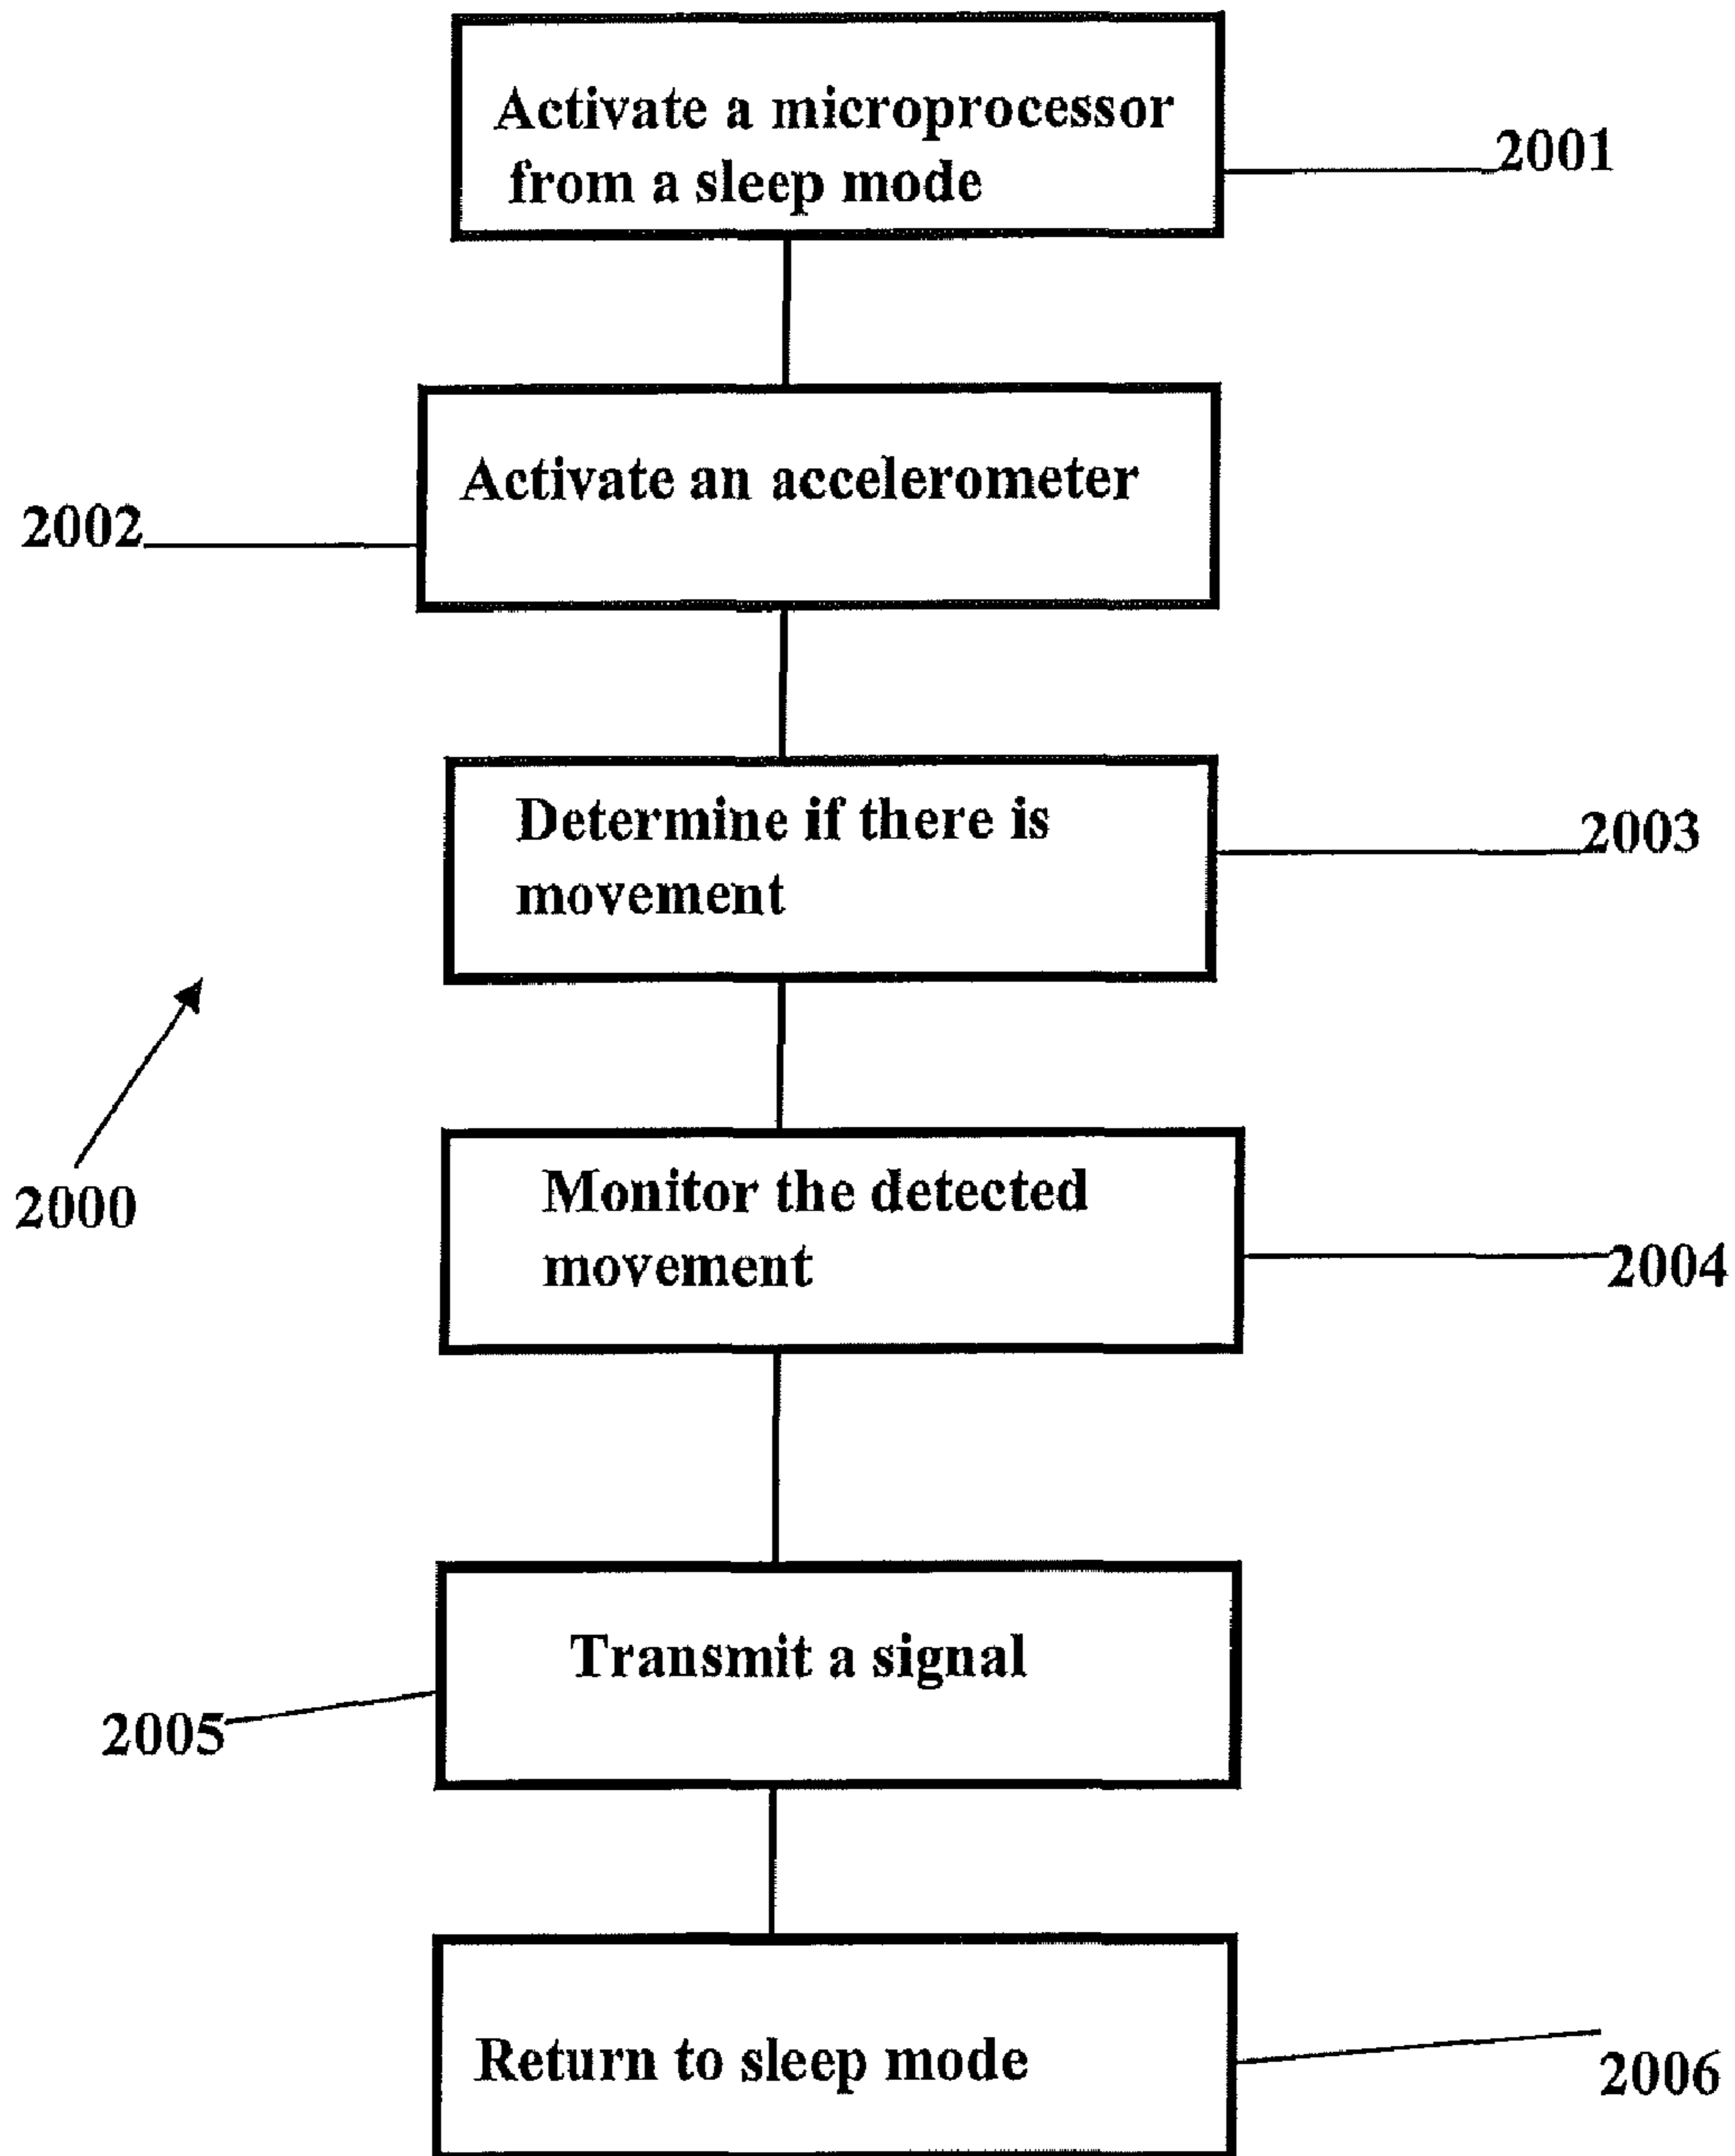 Activate a microprocessor
from a sleep mode
2001
Activate an accelerometer
2002
Determine if there is
movement
2003
2000
Monitor the detected
movement
2004
Transmit a signal
2005
Return to sleep mode
2006